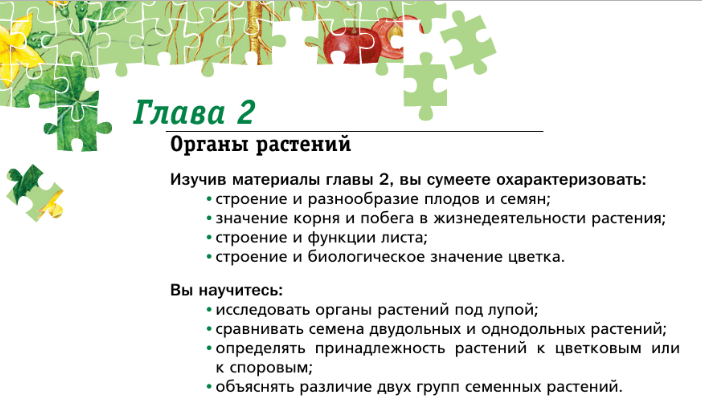 Глава 2
Органы растений
Изучив материалы главы 2, вы сумеете охарактеризовать:
• строение и разнообразие плодов и семян;
• значение корня и побега в жизнедеятельности растения;
• строение и функции листа;
• строение и биологическое значение цветка.
Вы научитесь:
• исследовать органы растений под лупой;
• сравнивать семена двудольных и однодольных растений;
• определять принадлежность растений к цветковым или
к споровым;
• объяснять различие двух групп семенных растений.